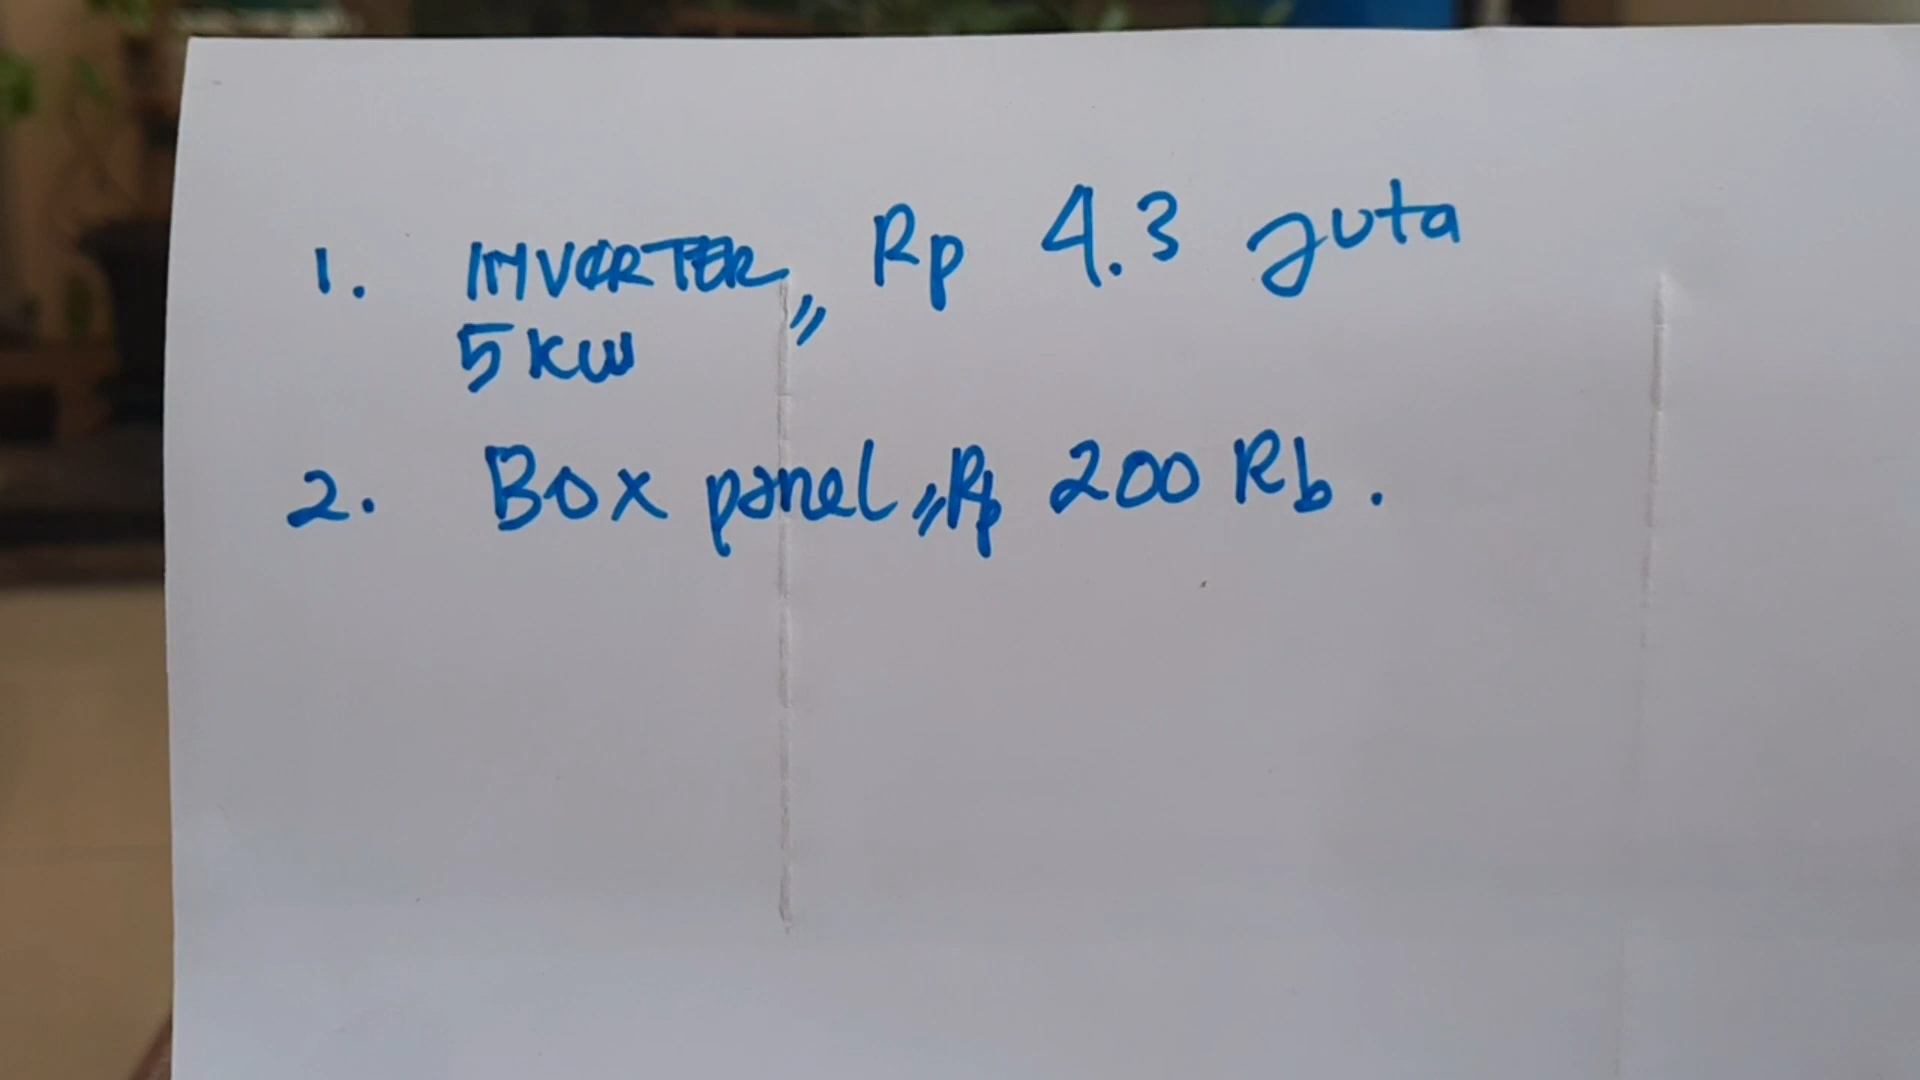 1. INVERTER,, Rp 4.3 juta
5 KW
2. Box panel,, Rp 200 Rb.